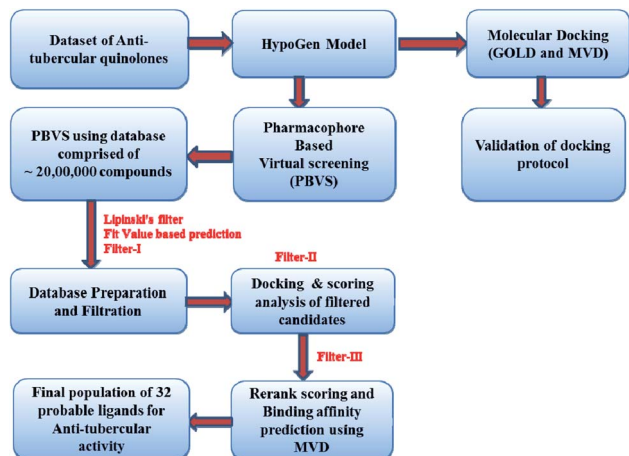 Dataset of Anti-
tubercular quinolones
HypoGen Model
Molecular Docking
(GOLD and MVD)
PBVS using database
comprised of
~ 20,00,000 compounds
Pharmacophore
Based
Virtual screening
(PBVS)
Validation of docking
protocol
Lipinski's filter
Fit Value based prediction
Filter-I
Filter-II
Database Preparation
and Filtration
Docking & scoring
analysis of filtered
candidates
Filter-III
Final population of 32
probable ligands for
Anti-tubercular
activity
Rerank scoring and
Binding affinity
prediction using
MVD